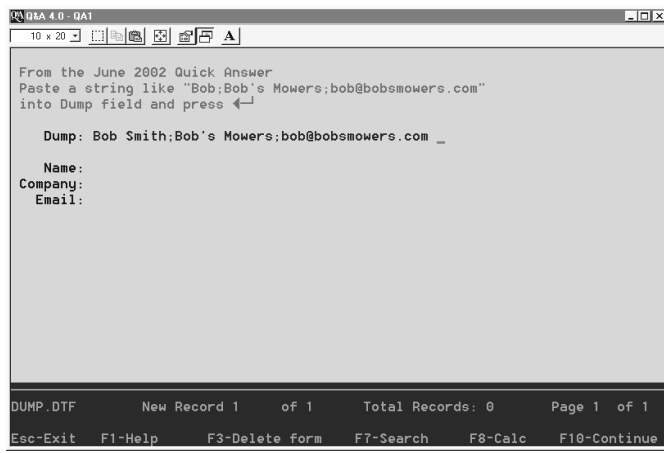 Q&A 4.0 - QA1
10 x 20 A
From the June 2002 Quick Answer
Paste a string like "Bob;Bob's Mowers;bob@bobsmowers.com"
into Dump field and press ↵
Dump: Bob Smith;Bob's Mowers;bob@bobsmowers.com _
Name:
Company:
Email:
DUMP.DTF New Record 1 of 1 Total Records: 0 Page 1 of 1
Esc-Exit F1-Help F3-Delete form F7-Search F8-Calc F10-Continue